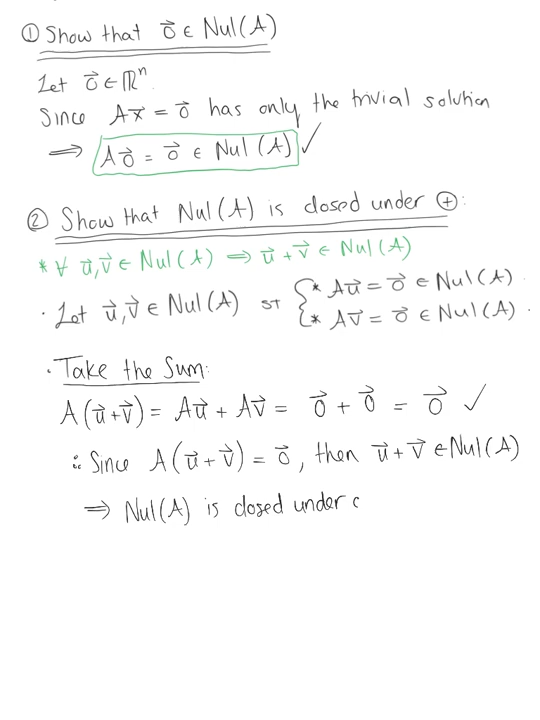 ① Show that 0⃗ ∈ Nul(A)
Let 0⃗ ∈ ℝⁿ
Since Ax⃗ = 0⃗ has only the trivial solution
⟹ A0⃗ = 0⃗ ∈ Nul(A) ✓
② Show that Nul(A) is closed under ⊕:
* ∀ u⃗,v⃗ ∈ Nul(A) ⟹ u⃗ + v⃗ ∈ Nul(A)
· Let u⃗,v⃗ ∈ Nul(A) ST { * Au⃗ = 0⃗ ∈ Nul(A) .
* Av⃗ = 0⃗ ∈ Nul(A) .
· Take the Sum:
A(u⃗+v⃗) = Au⃗ + Av⃗ = 0⃗ + 0⃗ = 0⃗ ✓
∴ Since A(u⃗ + v⃗) = 0⃗, then u⃗ + v⃗ ∈ Nul(A)
⟹ Nul(A) is closed under c